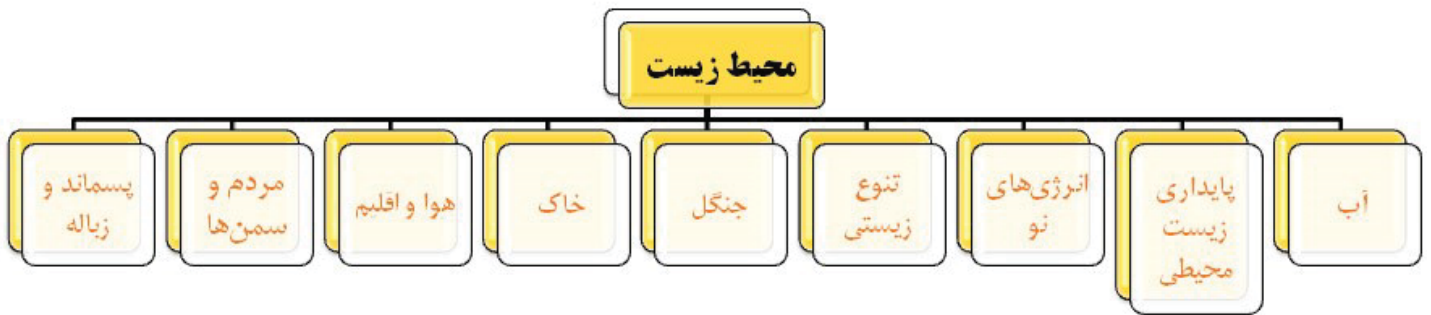 محیط زیست
آب
پایداری
زیست
محیطی
انرژی‌های
نو
تنوع
زیستی
جنگل
خاک
هوا و اقلیم
مردم و
سمن‌ها
پسماند و
زباله